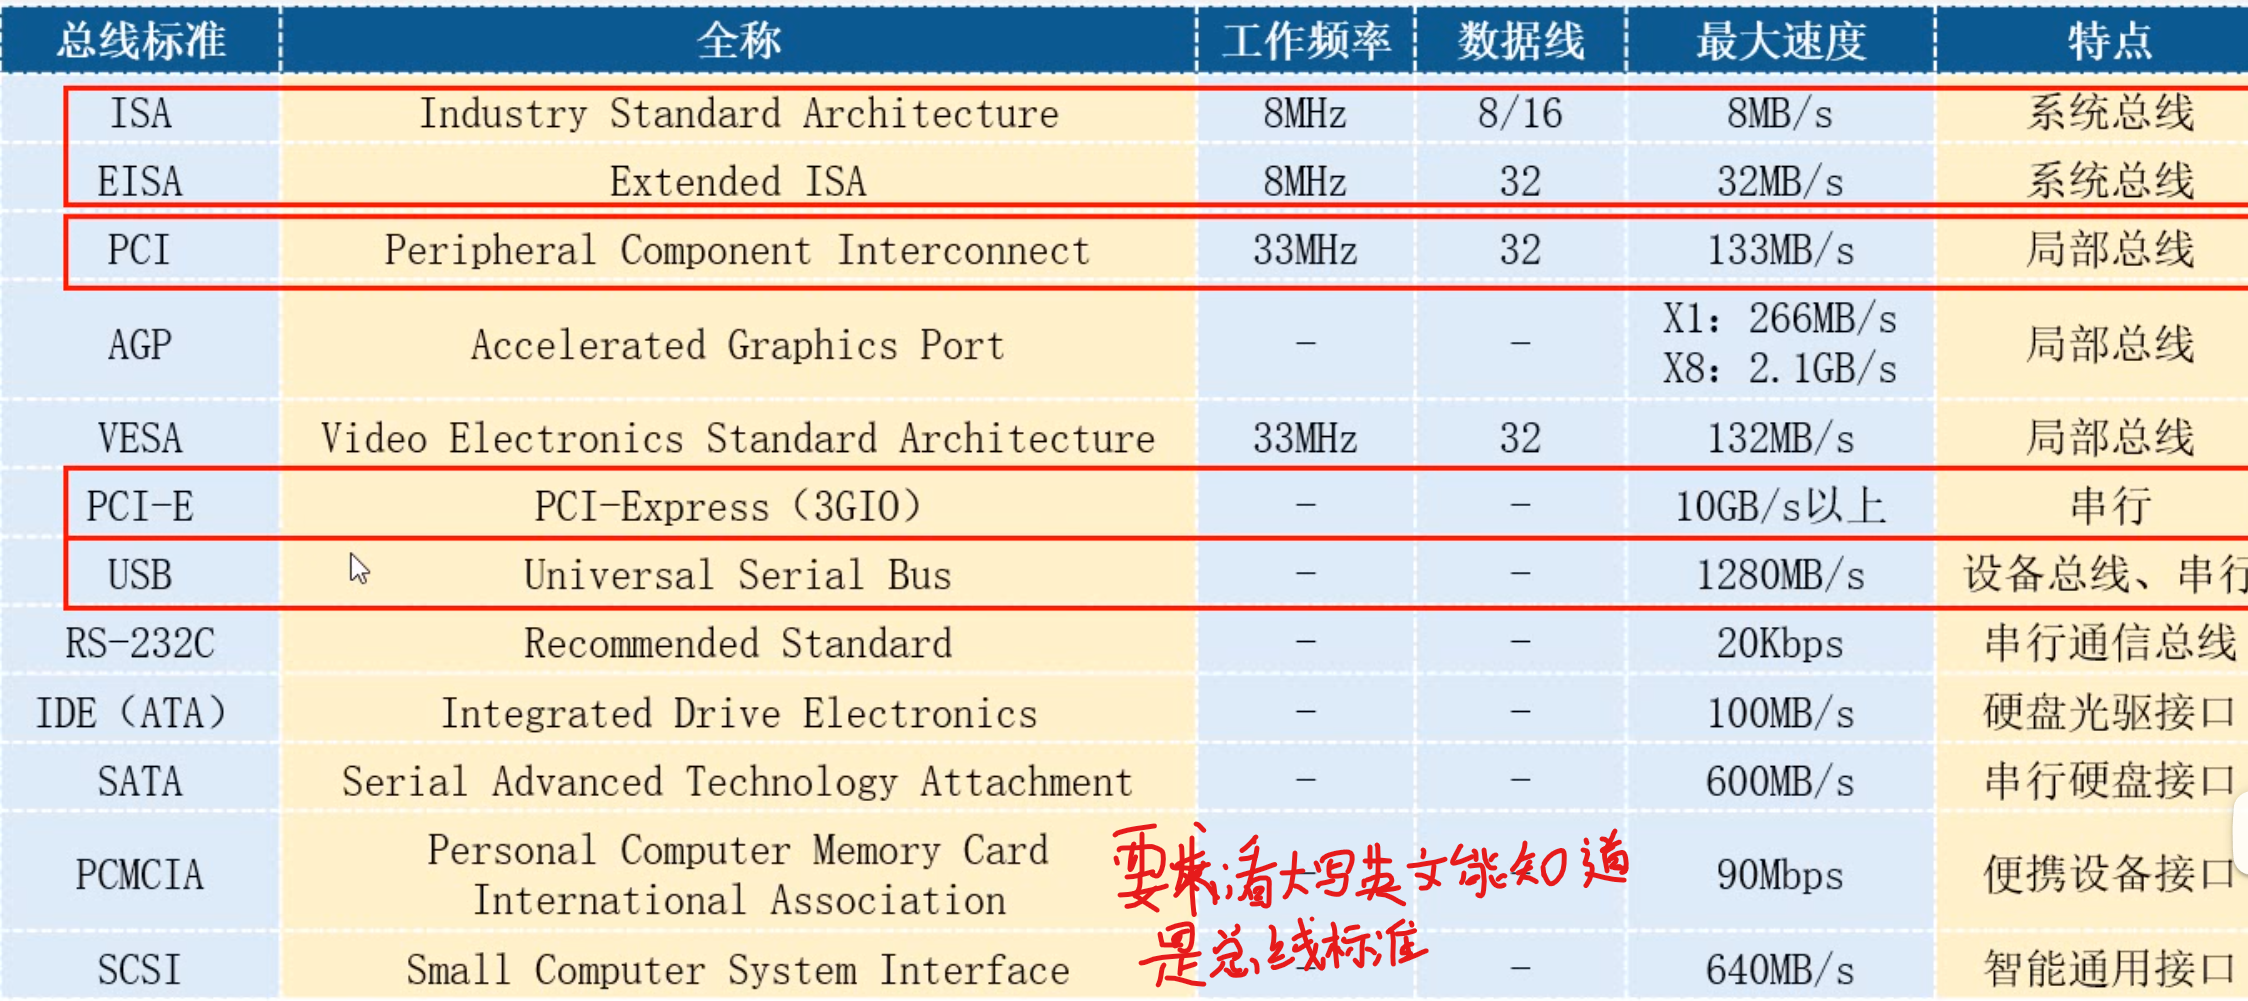 总线标准 全称 工作频率 数据线 最大速度 特点
ISA Industry Standard Architecture 8MHz 8/16 8MB/s 系统总线
EISA Extended ISA 8MHz 32 32MB/s 系统总线
PCI Peripheral Component Interconnect 33MHz 32 133MB/s 局部总线
AGP Accelerated Graphics Port - - X1：266MB/s 局部总线
X8：2.1GB/s
VESA Video Electronics Standard Architecture 33MHz 32 132MB/s 局部总线
PCI-E PCI-Express（3GIO） - - 10GB/s以上 串行
USB Universal Serial Bus - - 1280MB/s 设备总线、串行
RS-232C Recommended Standard - - 20Kbps 串行通信总线
IDE（ATA） Integrated Drive Electronics - - 100MB/s 硬盘光驱接口
SATA Serial Advanced Technology Attachment - - 600MB/s 串行硬盘接口
PCMCIA Personal Computer Memory Card - - 90Mbps 便携设备接口
International Association
SCSI Small Computer System Interface - - 640MB/s 智能通用接口
要求:看大写英文能知道
是总线标准